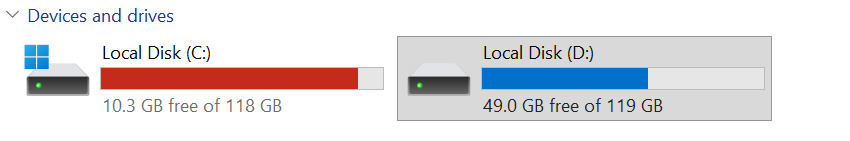 Devices and drives
Local Disk (C:)
10.3 GB free of 118 GB
Local Disk (D:)
49.0 GB free of 119 GB